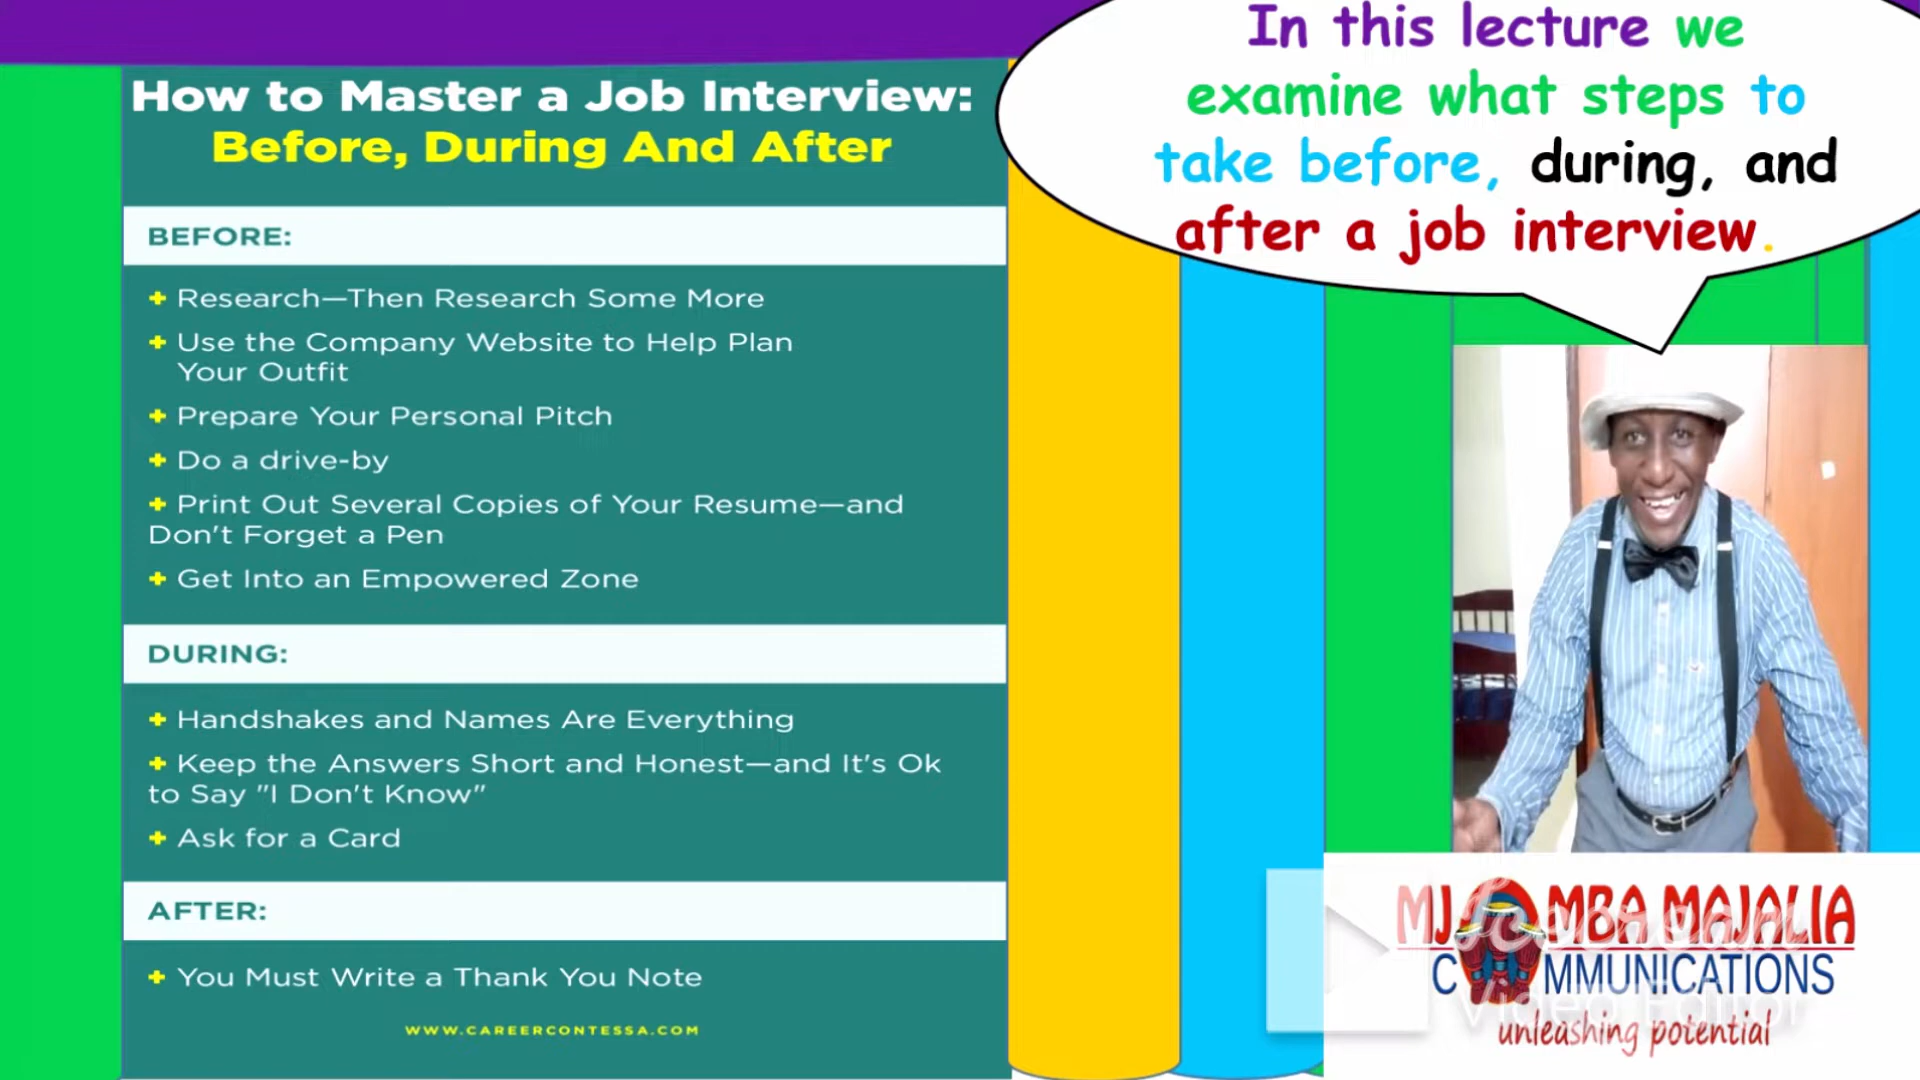 How to Master a Job Interview:
Before, During And After
BEFORE:
+ Research—Then Research Some More
+ Use the Company Website to Help Plan
Your Outfit
+ Prepare Your Personal Pitch
+ Do a drive-by
+ Print Out Several Copies of Your Resume—and
Don't Forget a Pen
+ Get Into an Empowered Zone
DURING:
+ Handshakes and Names Are Everything
+ Keep the Answers Short and Honest—and It's Ok
to Say "I Don't Know"
+ Ask for a Card
AFTER:
+ You Must Write a Thank You Note
WWW.CAREERCONTESSA.COM
In this lecture we
examine what steps to
take before, during, and
after a job interview.
MJOMBA MAJALIA
COMMUNICATIONS
unleashing potential
Video Editor